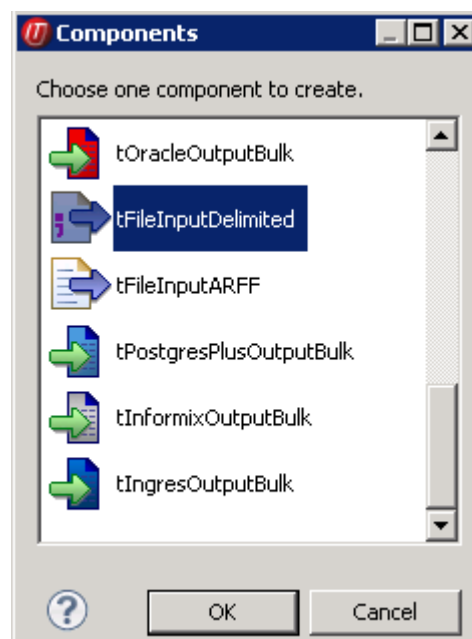 Components
Choose one component to create.
tOracleOutputBulk
tFileInputDelimited
tFileInputARFF
tPostgresPlusOutputBulk
tInformixOutputBulk
tIngresOutputBulk
?
OK
Cancel